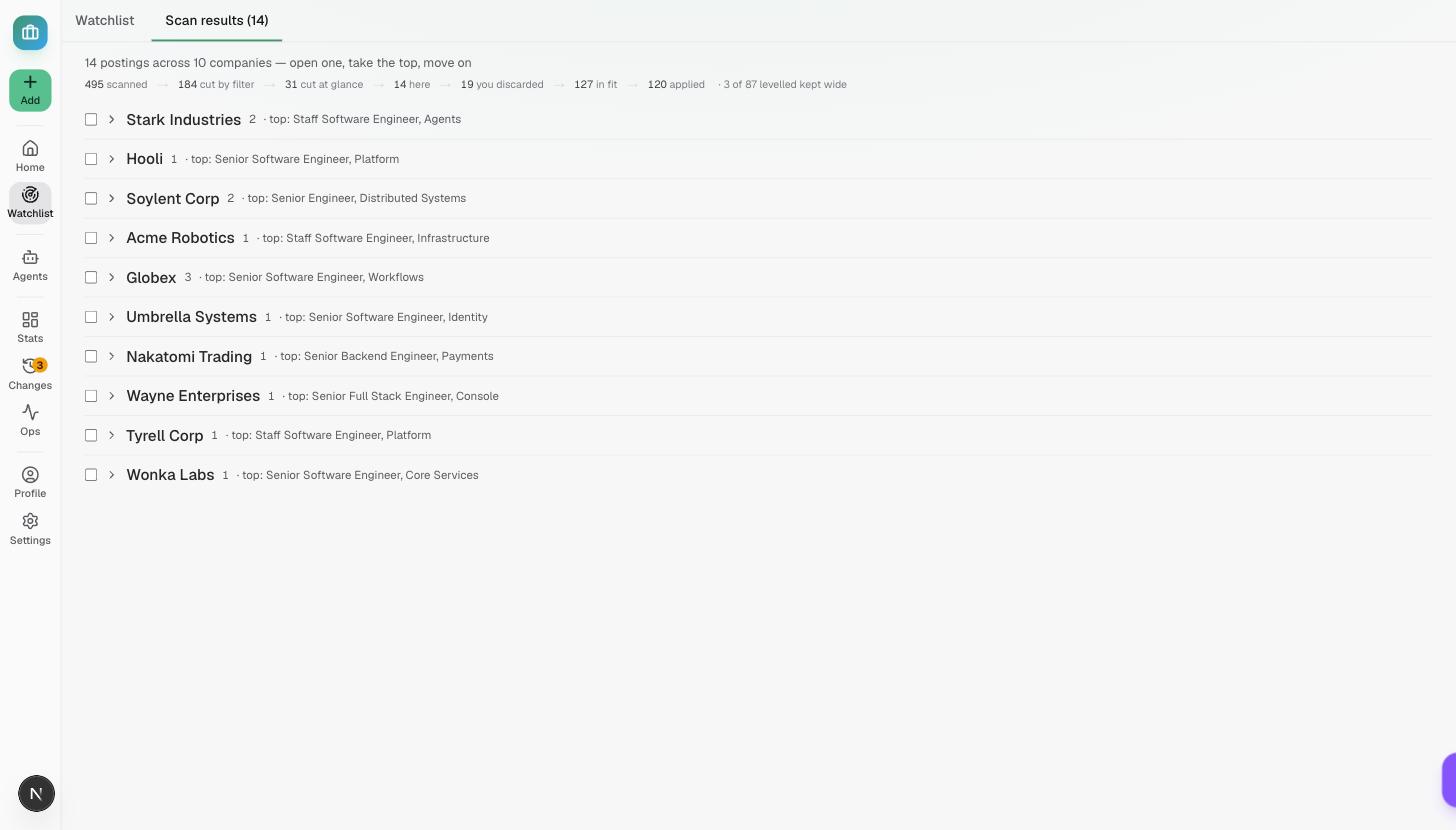 Watchlist
Scan results (14)
Add
Home
Watchlist
Agents
Stats
Changes
3
Ops
Profile
Settings
N
14 postings across 10 companies — open one, take the top, move on
495 scanned → 184 cut by filter → 31 cut at glance → 14 here → 19 you discarded → 127 in fit → 120 applied · 3 of 87 levelled kept wide
Stark Industries 2 · top: Staff Software Engineer, Agents
Hooli 1 · top: Senior Software Engineer, Platform
Soylent Corp 2 · top: Senior Engineer, Distributed Systems
Acme Robotics 1 · top: Staff Software Engineer, Infrastructure
Globex 3 · top: Senior Software Engineer, Workflows
Umbrella Systems 1 · top: Senior Software Engineer, Identity
Nakatomi Trading 1 · top: Senior Backend Engineer, Payments
Wayne Enterprises 1 · top: Senior Full Stack Engineer, Console
Tyrell Corp 1 · top: Staff Software Engineer, Platform
Wonka Labs 1 · top: Senior Software Engineer, Core Services